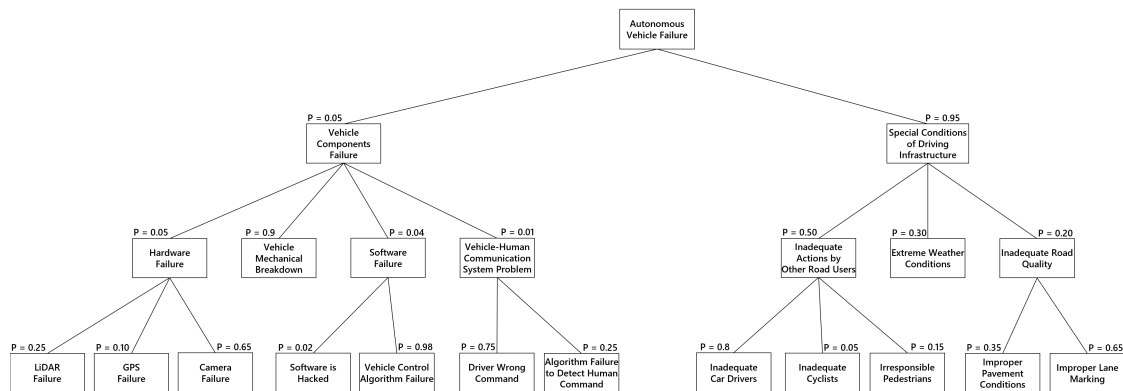 Autonomous
Vehicle Failure
P = 0.05
Vehicle
Components
Failure
P = 0.95
Special Conditions
of Driving
Infrastructure
P = 0.05
Hardware
Failure
P = 0.9
Vehicle
Mechanical
Breakdown
P = 0.04
Software
Failure
P = 0.01
Vehicle-Human
Communication
System Problem
P = 0.50
Inadequate
Actions by
Other Road Users
P = 0.30
Extreme Weather
Conditions
P = 0.20
Inadequate Road
Quality
P = 0.25
LiDAR
Failure
P = 0.10
GPS
Failure
P = 0.65
Camera
Failure
P = 0.02
Software is
Hacked
P = 0.98
Vehicle Control
Algorithm Failure
P = 0.75
Driver Wrong
Command
P = 0.25
Algorithm Failure
to Detect Human
Command
P = 0.8
Inadequate
Car Drivers
P = 0.05
Inadequate
Cyclists
P = 0.15
Irresponsible
Pedestrians
P = 0.35
Improper
Pavement
Conditions
P = 0.65
Improper Lane
Marking